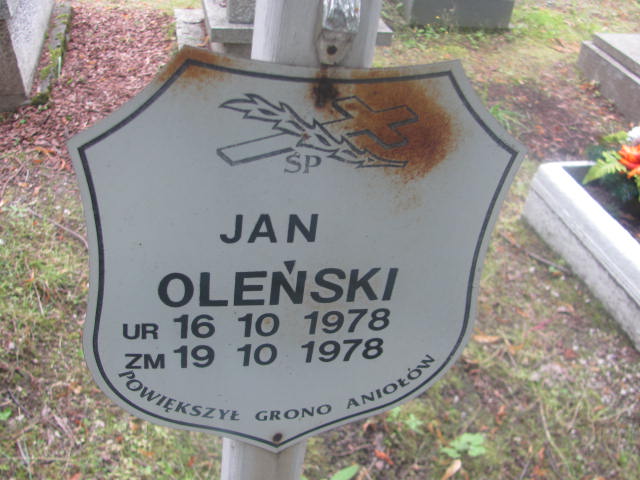 ŚP
JAN
OLEŃSKI
UR 16 10 1978
ZM 19 10 1978
POWIĘKSZYŁ GRONO ANIOŁÓW